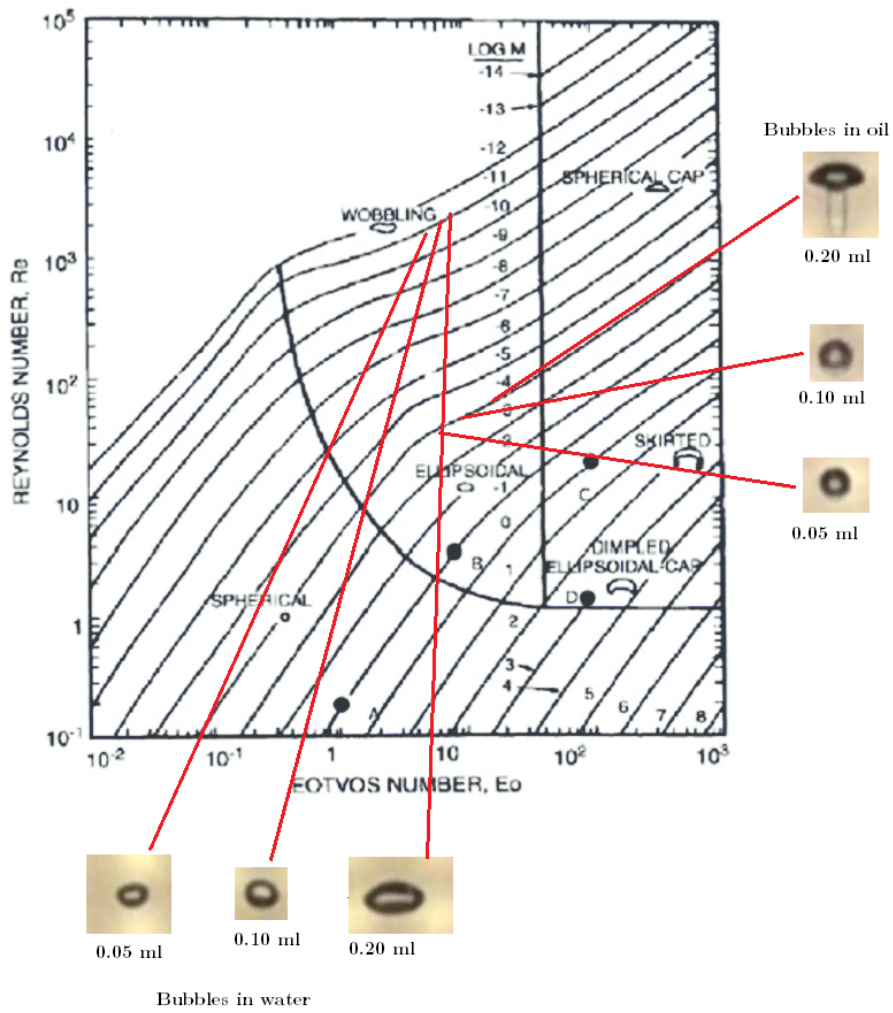 10^5
10^4
10^3
10^2
10
1
10^-1
REYNOLDS NUMBER, Re
LOG M
-14
-13
-12
-11
-10
-9
-8
-7
-6
-5
-4
3
2
-1
0
1
2
3
4
5
6
7
8
WOBBLING
SPHERICAL CAP
SKIRTED
ELLIPSOIDAL
DIMPLED
ELLIPSOIDAL-CAP
SPHERICAL
A
B
C
D
10^-2
10^-1
1
10
10^2
10^3
EOTVOS NUMBER, Eo
Bubbles in oil
0.20 ml
0.10 ml
0.05 ml
0.05 ml
0.10 ml
0.20 ml
Bubbles in water